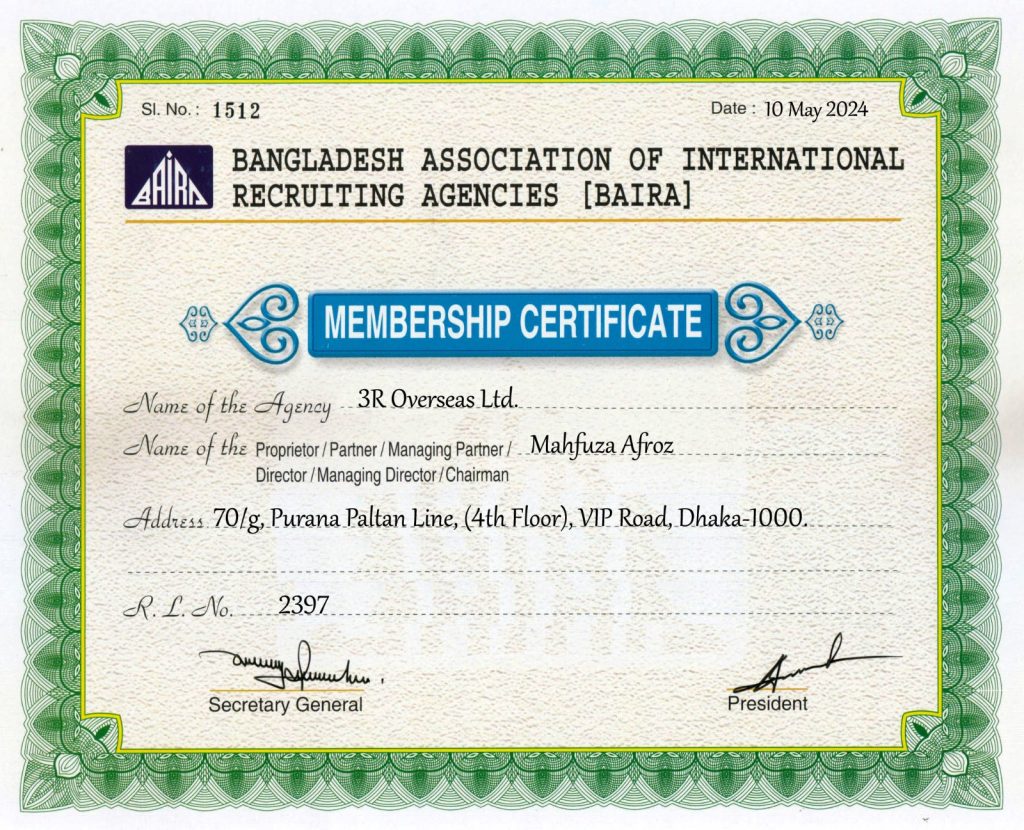 Sl. No. : 1512
Date : 10 May 2024
BAIRA
BANGLADESH ASSOCIATION OF INTERNATIONAL
RECRUITING AGENCIES [BAIRA]
MEMBERSHIP CERTIFICATE
Name of the Agency 3R Overseas Ltd.
Name of the Proprietor / Partner / Managing Partner / Mahfuza Afroz
Director / Managing Director / Chairman
Address 70/g, Purana Paltan Line, (4th Floor), VIP Road, Dhaka-1000.
R. L. No. 2397
Secretary General
President